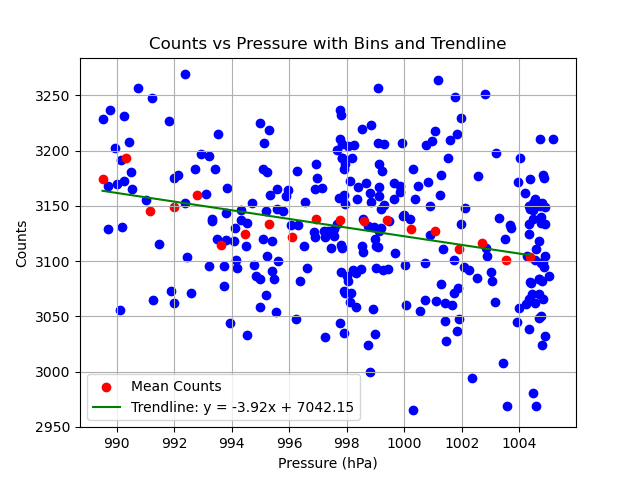 Counts vs Pressure with Bins and Trendline
Counts
3250
3200
3150
3100
3050
3000
2950
Mean Counts
Trendline: y = -3.92x + 7042.15
990 992 994 996 998 1000 1002 1004
Pressure (hPa)